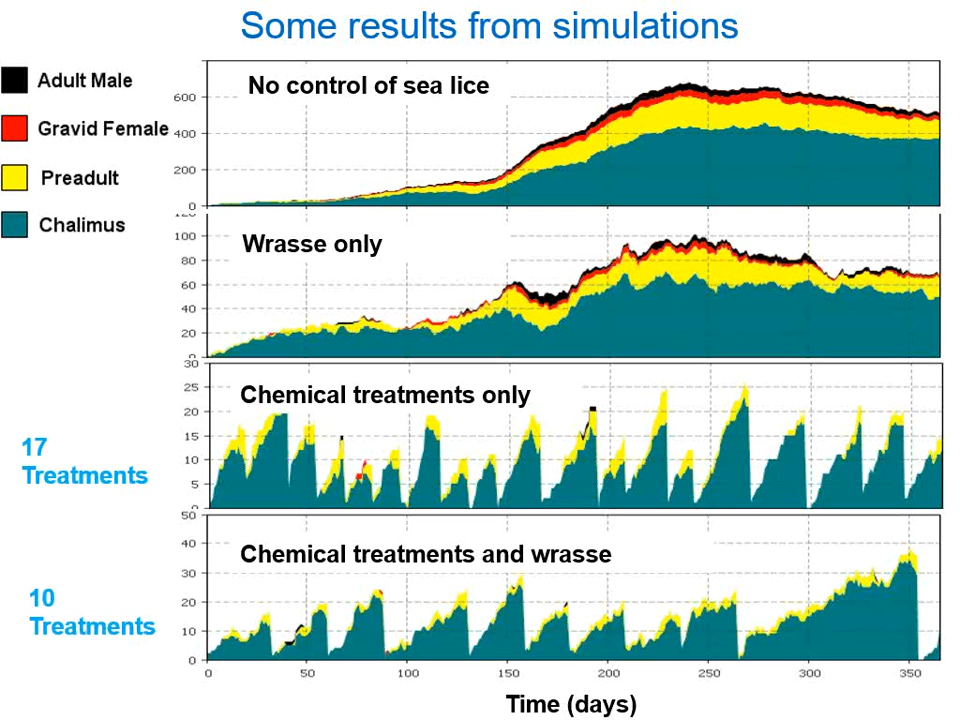 Some results from simulations
Adult Male
Gravid Female
Preadult
Chalimus
No control of sea lice
600
400
200
0
Wrasse only
120
100
80
60
40
20
0
17
Treatments
Chemical treatments only
30
25
20
15
10
5
0
10
Treatments
Chemical treatments and wrasse
50
40
30
20
10
0
0 50 100 150 200 250 300 350
Time (days)